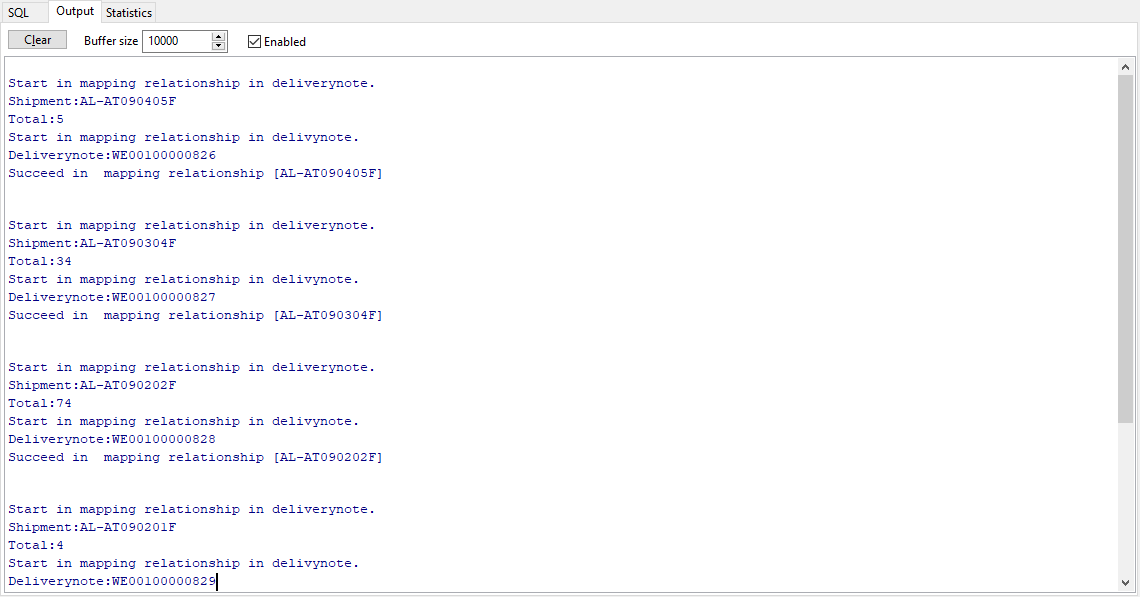 SQL Output Statistics
Clear Buffer size 10000 Enabled
Start in mapping relationship in deliverynote.
Shipment:AL-AT090405F
Total:5
Start in mapping relationship in delivynote.
Deliverynote:WE00100000826
Succeed in  mapping relationship [AL-AT090405F]
Start in mapping relationship in deliverynote.
Shipment:AL-AT090304F
Total:34
Start in mapping relationship in delivynote.
Deliverynote:WE00100000827
Succeed in  mapping relationship [AL-AT090304F]
Start in mapping relationship in deliverynote.
Shipment:AL-AT090202F
Total:74
Start in mapping relationship in delivynote.
Deliverynote:WE00100000828
Succeed in  mapping relationship [AL-AT090202F]
Start in mapping relationship in deliverynote.
Shipment:AL-AT090201F
Total:4
Start in mapping relationship in delivynote.
Deliverynote:WE00100000829